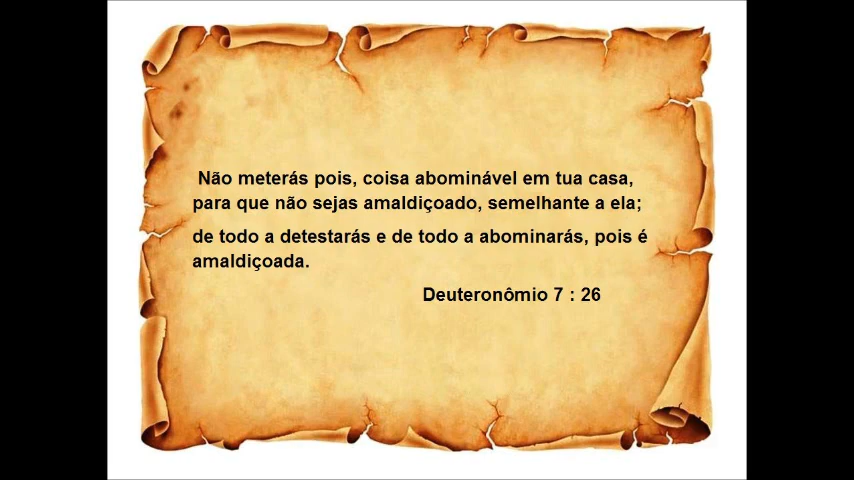 Não meterás pois, coisa abominável em tua casa,
para que não sejas amaldiçoado, semelhante a ela;
de todo a detestarás e de todo a abominarás, pois é
amaldiçoada.
Deuteronômio 7 : 26